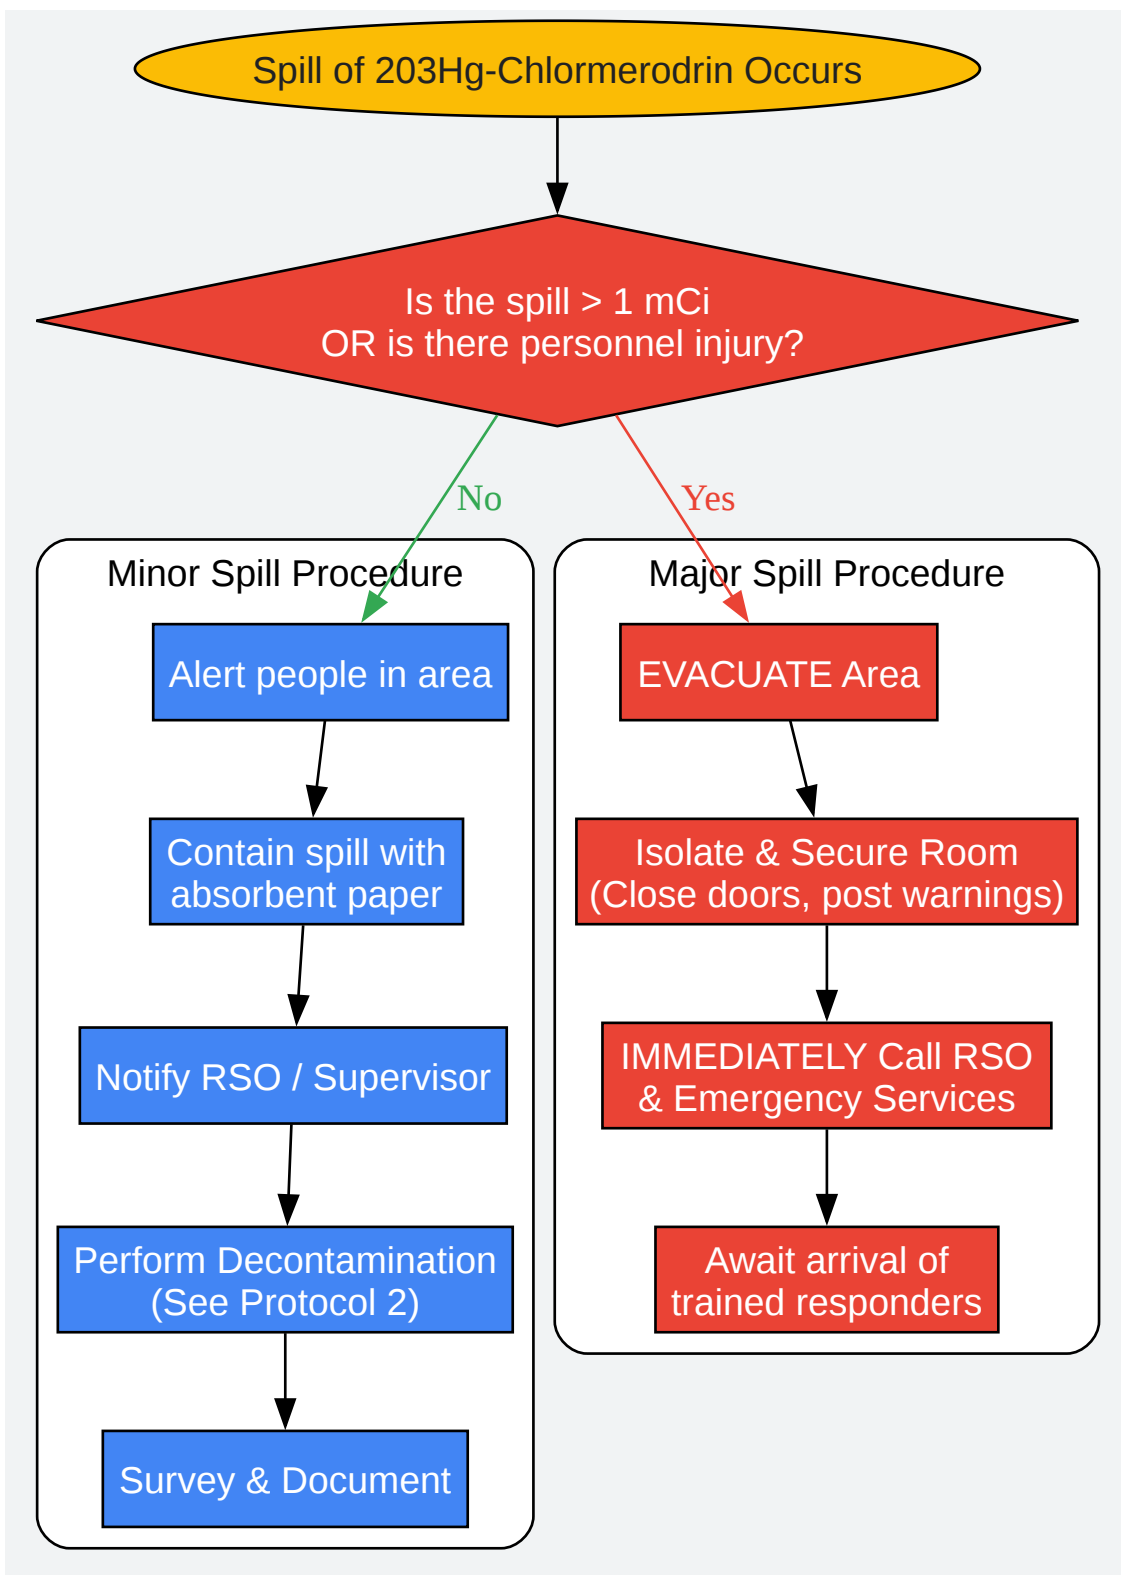 Spill of 203Hg-Chlormerodrin Occurs
Is the spill > 1 mCi
OR is there personnel injury?
No
Yes
Minor Spill Procedure
Alert people in area
Contain spill with
absorbent paper
Notify RSO / Supervisor
Perform Decontamination
(See Protocol 2)
Survey & Document
Major Spill Procedure
EVACUATE Area
Isolate & Secure Room
(Close doors, post warnings)
IMMEDIATELY Call RSO
& Emergency Services
Await arrival of
trained responders